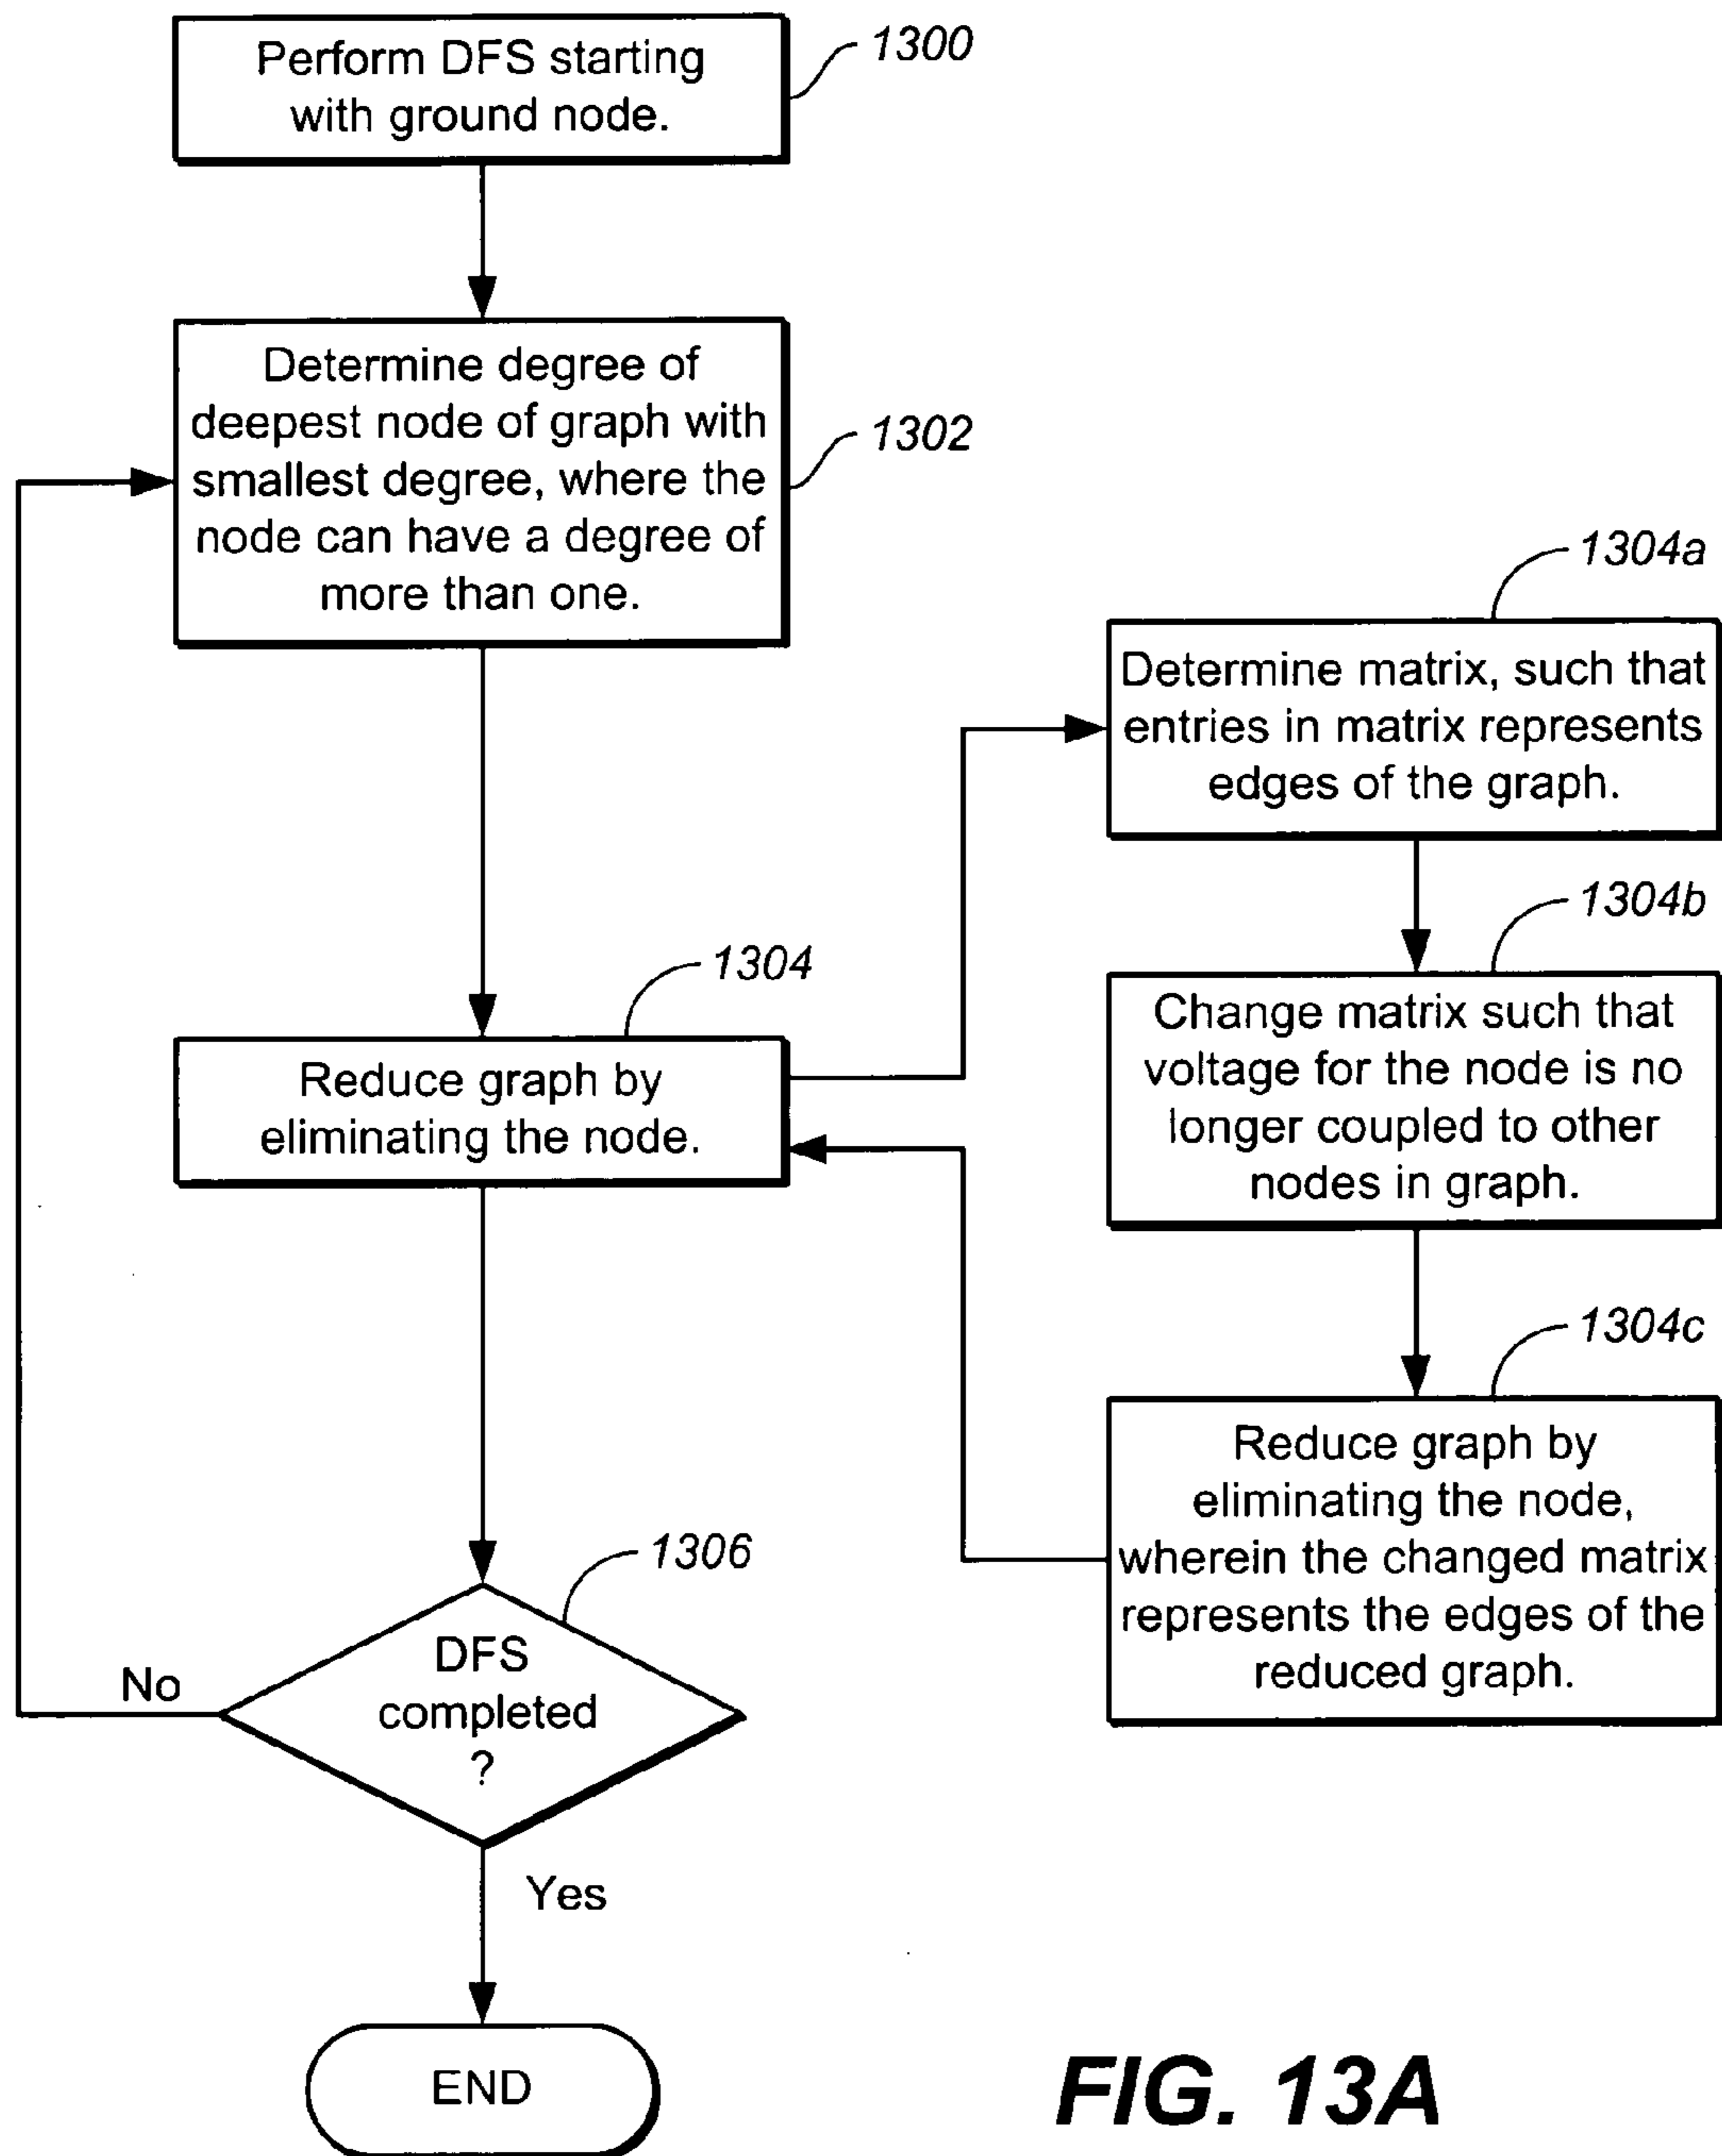 Perform DFS starting
with ground node.
1300
Determine degree of
deepest node of graph with
smallest degree, where the
node can have a degree of
more than one.
1302
1304
Reduce graph by
eliminating the node.
1304a
Determine matrix, such that
entries in matrix represents
edges of the graph.
1304b
Change matrix such that
voltage for the node is no
longer coupled to other
nodes in graph.
1304c
Reduce graph by
eliminating the node,
wherein the changed matrix
represents the edges of the
reduced graph.
1306
DFS
completed
?
No
Yes
END
FIG. 13A